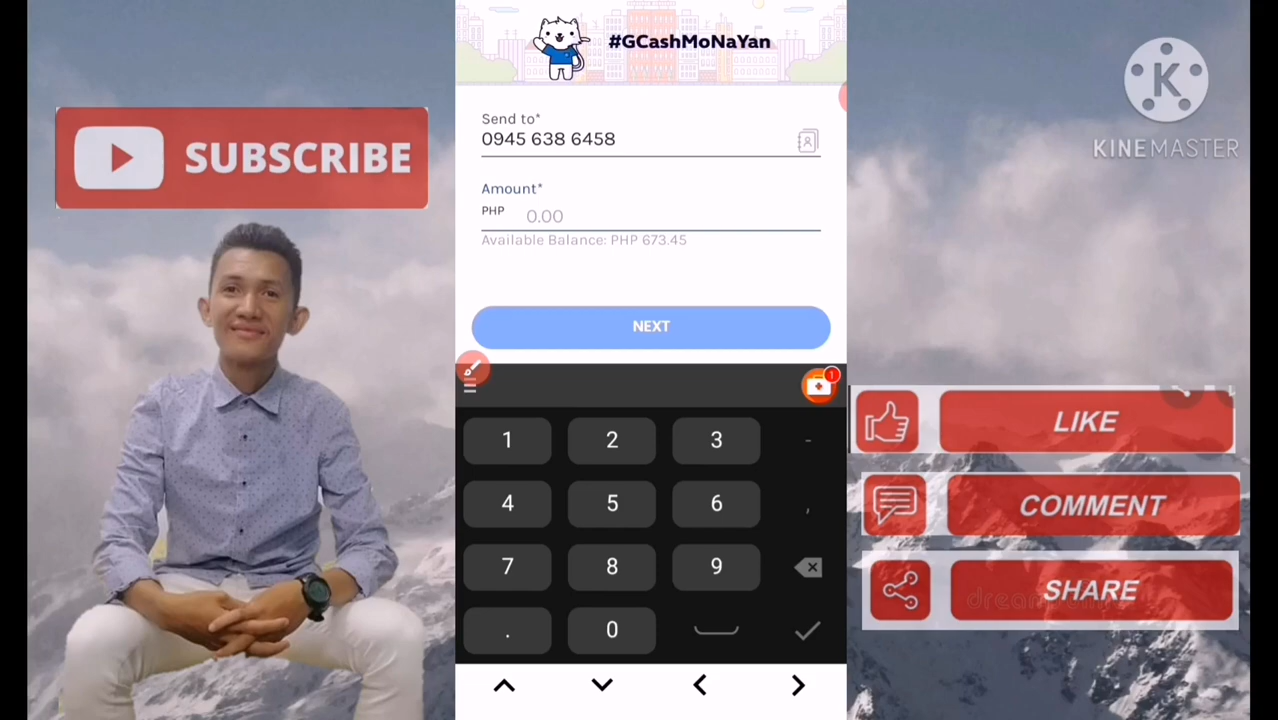 SUBSCRIBE
#GCashMoNaYan
Send to*
0945 638 6458
Amount*
PHP 0.00
Available Balance: PHP 673.45
NEXT
1
1 2 3 -
4 5 6 ,
7 8 9
. 0
K
KINEMASTER
LIKE
COMMENT
SHARE